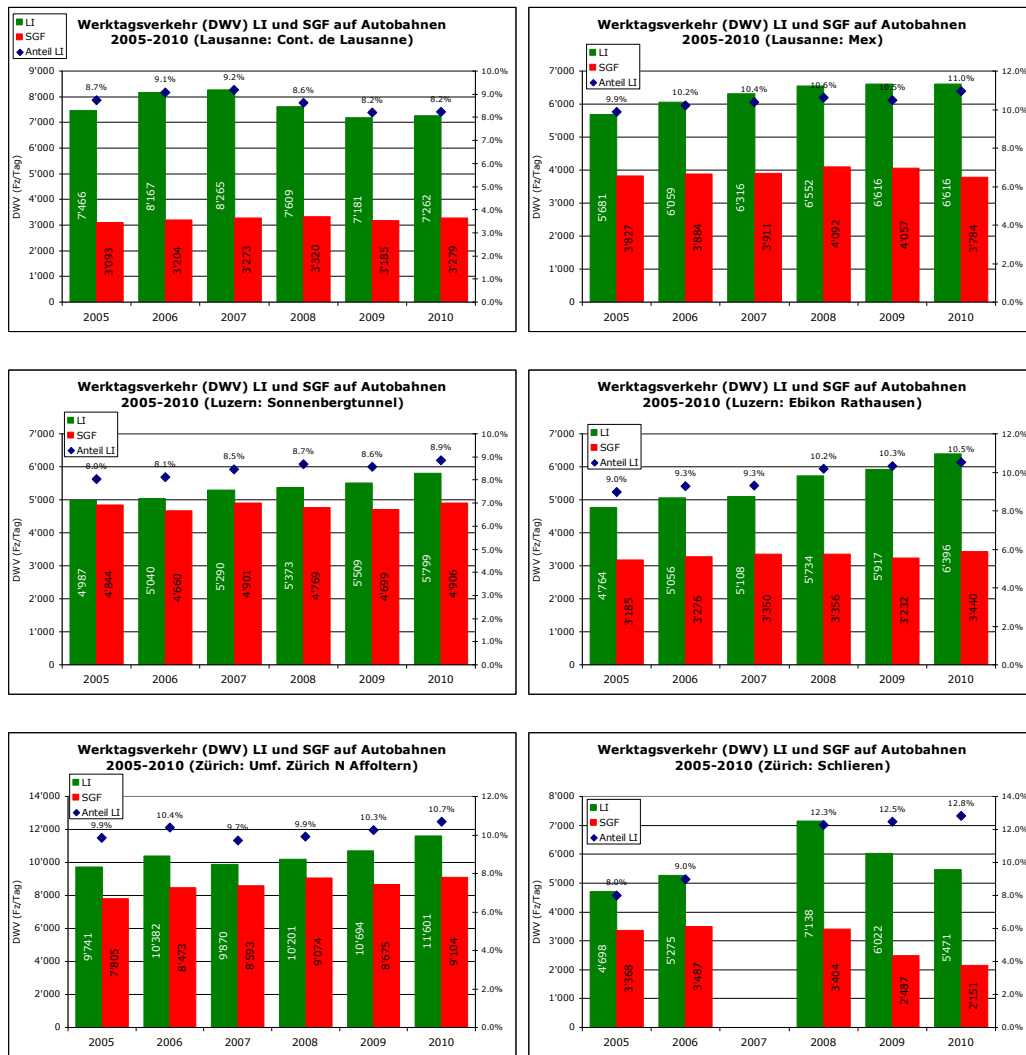 Werktagsverkehr (DWV) LI und SGF auf Autobahnen
2005-2010 (Lausanne: Cont. de Lausanne)
LI
SGF
Anteil LI
DWV (Fz/Tag)
9'000
8'000
7'000
6'000
5'000
4'000
3'000
2'000
1'000
0
10.0%
9.0%
8.0%
7.0%
6.0%
5.0%
4.0%
3.0%
2.0%
1.0%
0.0%
8.7% 9.1% 9.2% 8.6% 8.2% 8.2%
7'466 3'093 8'167 3'204 8'265 3'273 7'609 3'320 7'181 3'185 7'262 3'279
2005 2006 2007 2008 2009 2010
Werktagsverkehr (DWV) LI und SGF auf Autobahnen
2005-2010 (Lausanne: Mex)
LI
SGF
Anteil LI
DWV (Fz/Tag)
7'000
6'000
5'000
4'000
3'000
2'000
1'000
0
12.0%
10.0%
8.0%
6.0%
4.0%
2.0%
0.0%
9.9% 10.2% 10.4% 10.6% 10.5% 11.0%
5'681 3'827 6'059 3'884 6'316 3'911 6'552 4'092 6'616 4'057 6'616 3'784
2005 2006 2007 2008 2009 2010
Werktagsverkehr (DWV) LI und SGF auf Autobahnen
2005-2010 (Luzern: Sonnenbergtunnel)
LI
SGF
Anteil LI
DWV (Fz/Tag)
7'000
6'000
5'000
4'000
3'000
2'000
1'000
0
10.0%
9.0%
8.0%
7.0%
6.0%
5.0%
4.0%
3.0%
2.0%
1.0%
0.0%
8.0% 8.1% 8.5% 8.7% 8.6% 8.9%
4'987 4'844 5'040 4'660 5'290 4'901 5'373 4'769 5'509 4'699 5'799 4'906
2005 2006 2007 2008 2009 2010
Werktagsverkehr (DWV) LI und SGF auf Autobahnen
2005-2010 (Luzern: Ebikon Rathausen)
LI
SGF
Anteil LI
DWV (Fz/Tag)
7'000
6'000
5'000
4'000
3'000
2'000
1'000
0
12.0%
10.0%
8.0%
6.0%
4.0%
2.0%
0.0%
9.0% 9.3% 9.3% 10.2% 10.3% 10.5%
4'764 3'185 5'056 3'276 5'108 3'350 5'734 3'356 5'917 3'232 6'396 3'440
2005 2006 2007 2008 2009 2010
Werktagsverkehr (DWV) LI und SGF auf Autobahnen
2005-2010 (Zürich: Umf. Zürich N Affoltern)
LI
SGF
Anteil LI
DWV (Fz/Tag)
14'000
12'000
10'000
8'000
6'000
4'000
2'000
0
12.0%
10.0%
8.0%
6.0%
4.0%
2.0%
0.0%
9.9% 10.4% 9.7% 9.9% 10.3% 10.7%
9'741 7'805 10'382 8'473 9'870 8'593 10'201 9'074 10'694 8'675 11'601 9'104
2005 2006 2007 2008 2009 2010
Werktagsverkehr (DWV) LI und SGF auf Autobahnen
2005-2010 (Zürich: Schlieren)
LI
SGF
Anteil LI
DWV (Fz/Tag)
8'000
7'000
6'000
5'000
4'000
3'000
2'000
1'000
0
14.0%
12.0%
10.0%
8.0%
6.0%
4.0%
2.0%
0.0%
8.0% 9.0% 12.3% 12.5% 12.8%
4'698 3'368 5'275 3'487 7'138 3'404 6'022 2'487 5'471 2'151
2005 2006 2007 2008 2009 2010